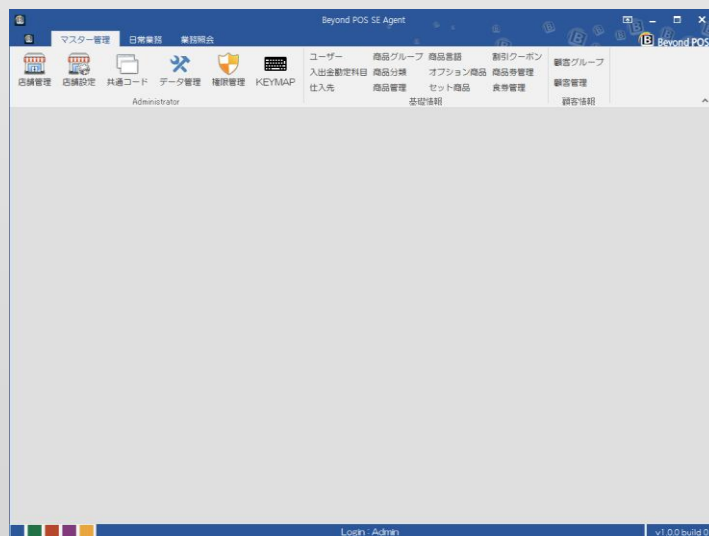 Beyond POS SE Agent
マスター管理 日常業務 業務照会
Beyond POS
ユーザー 商品グループ 商品言語 割引クーポン
入出金勘定科目 商品分類 オプション商品 商品券管理
仕入先 商品管理 セット商品 食券管理
顧客グループ
顧客管理
店舗管理 店舗設定 共通コード データ管理 権限管理 KEYMAP
Administrator 基礎情報 顧客情報
Login : Admin
v1.0.0 build 0